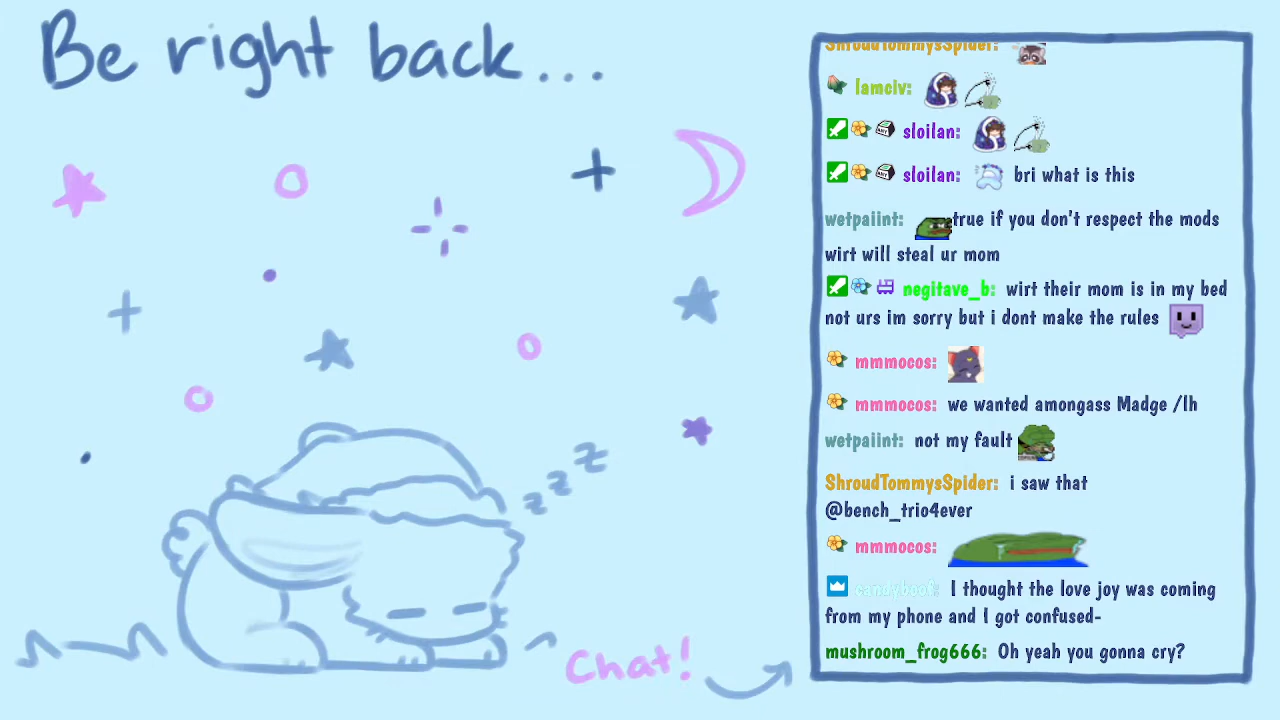 Be right back...
ShroudTommysSpider:
lamclv:
sloilan:
sloilan: bri what is this
wetpaiint: true if you don't respect the mods
wirt will steal ur mom
negitave_b: wirt their mom is in my bed
not urs im sorry but i dont make the rules
mmmocos:
mmmocos: we wanted amongass Madge /lh
wetpaiint: not my fault
ShroudTommysSpider: i saw that
@bench_trio4ever
mmmocos:
candyboof: I thought the love joy was coming
from my phone and I got confused-
mushroom_frog666: Oh yeah you gonna cry?
z z z
Chat!